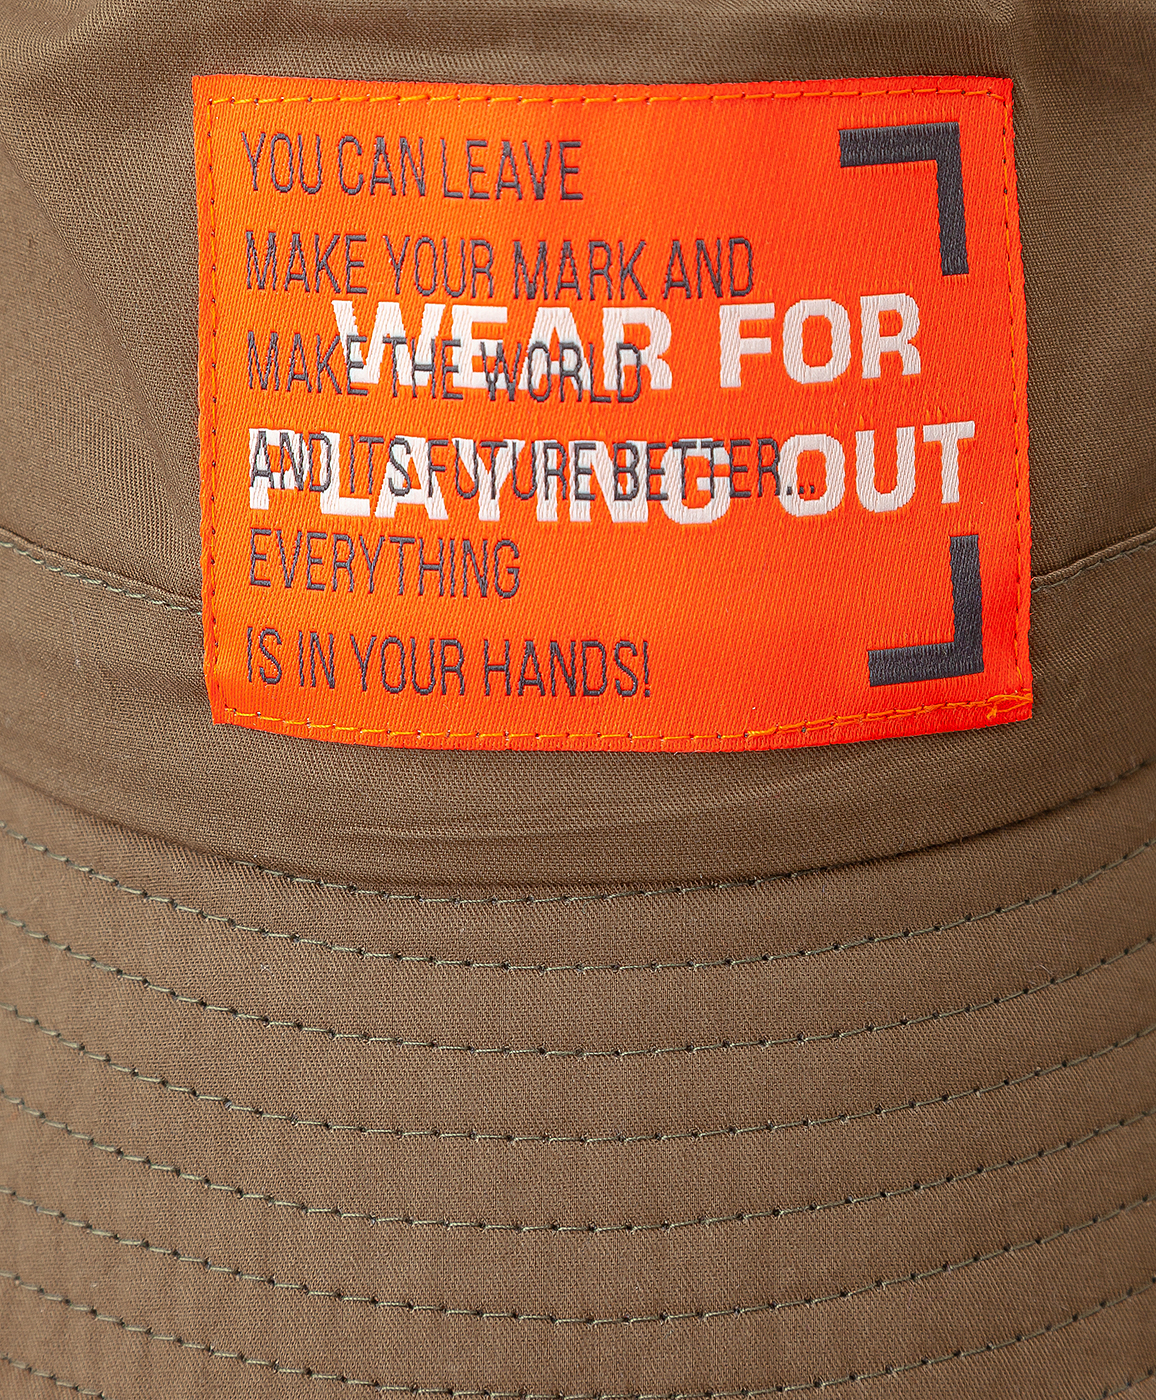 YOU CAN LEAVE
MAKE YOUR MARK AND
WEAR FOR
MAKE THE WORLD
AND ITS FUTURE BETTER...
PLAYING OUT
EVERYTHING
IS IN YOUR HANDS!